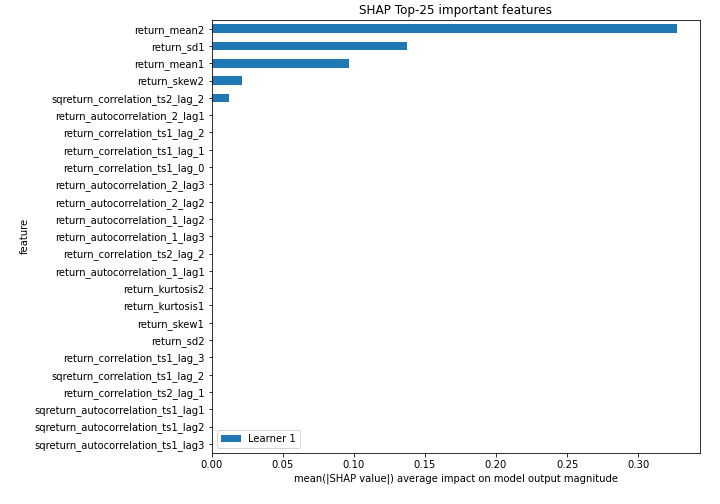 SHAP Top-25 important features
return_mean2
return_sd1
return_mean1
return_skew2
sqreturn_correlation_ts2_lag_2
return_autocorrelation_2_lag1
return_correlation_ts1_lag_2
return_correlation_ts1_lag_1
return_correlation_ts1_lag_0
return_autocorrelation_2_lag3
return_autocorrelation_2_lag2
return_autocorrelation_1_lag2
return_autocorrelation_1_lag3
return_correlation_ts2_lag_2
return_autocorrelation_1_lag1
return_kurtosis2
return_kurtosis1
return_skew1
return_sd2
return_correlation_ts1_lag_3
sqreturn_correlation_ts1_lag_2
return_correlation_ts2_lag_1
sqreturn_autocorrelation_ts1_lag1
sqreturn_autocorrelation_ts1_lag2
sqreturn_autocorrelation_ts1_lag3
feature
Learner 1
0.00 0.05 0.10 0.15 0.20 0.25 0.30
mean(|SHAP value|) average impact on model output magnitude